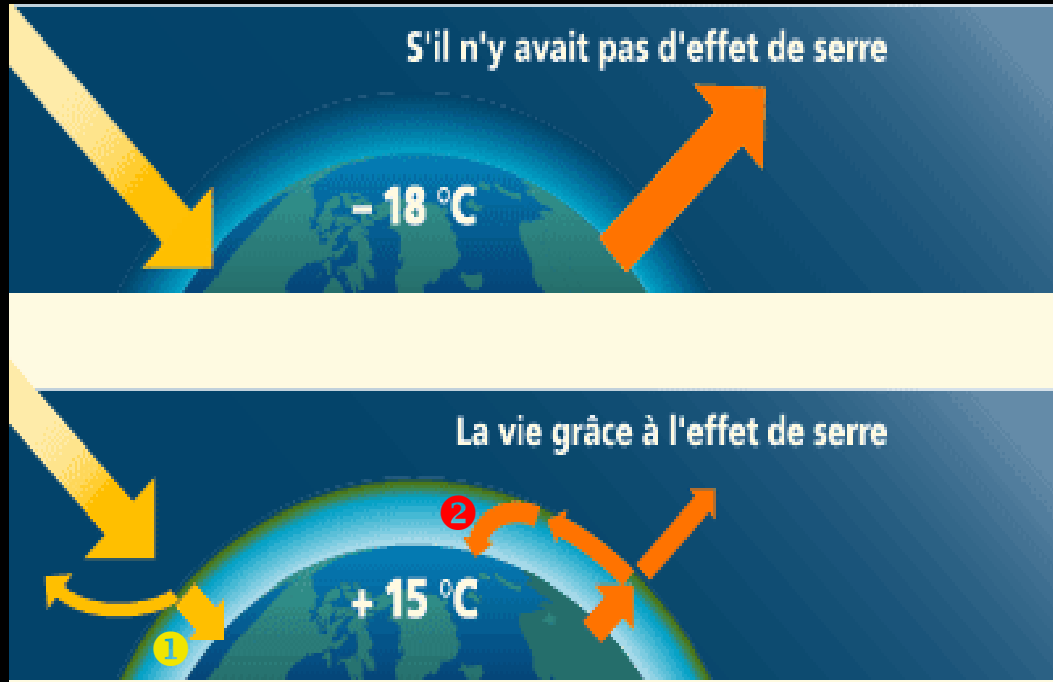 S'il n'y avait pas d'effet de serre
– 18 °C
La vie grâce à l'effet de serre
2
+ 15 °C
1